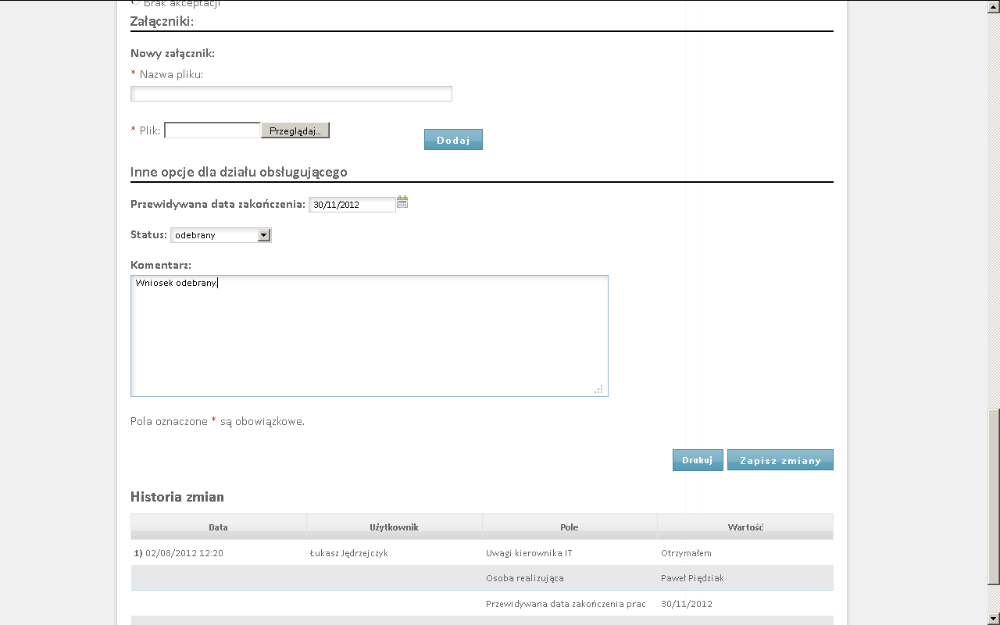 Brak akceptacji
Załączniki:
Nowy załącznik:
* Nazwa pliku:
* Plik: Przeglądaj...
Dodaj
Inne opcje dla działu obsługującego
Przewidywana data zakończenia: 30/11/2012
Status: odebrany
Komentarz:
Wniosek odebrany.
Pola oznaczone * są obowiązkowe.
Drukuj Zapisz zmiany
Historia zmian
Data Użytkownik Pole Wartość
1) 02/08/2012 12:20 Łukasz Jędrzejczyk Uwagi kierownika IT Otrzymałem
Osoba realizująca Paweł Piędziak
Przewidywana data zakończenia prac 30/11/2012